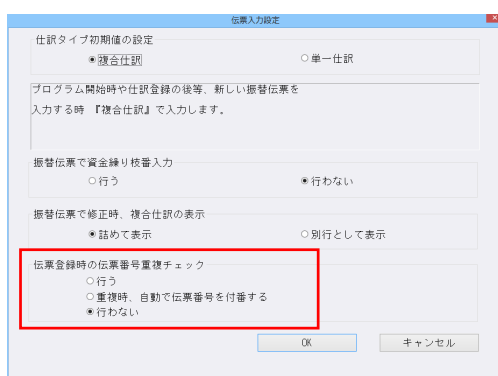 伝票入力設定
仕訳タイプ初期値の設定
複合仕訳 単一仕訳
プログラム開始時や仕訳登録の後等、新しい振替伝票を
入力する時 『複合仕訳』で入力します。
振替伝票で資金繰り枝番入力
行う 行わない
振替伝票で修正時、複合仕訳の表示
詰めて表示 別行として表示
伝票登録時の伝票番号重複チェック
行う
重複時、自動で伝票番号を付番する
行わない
OK キャンセル